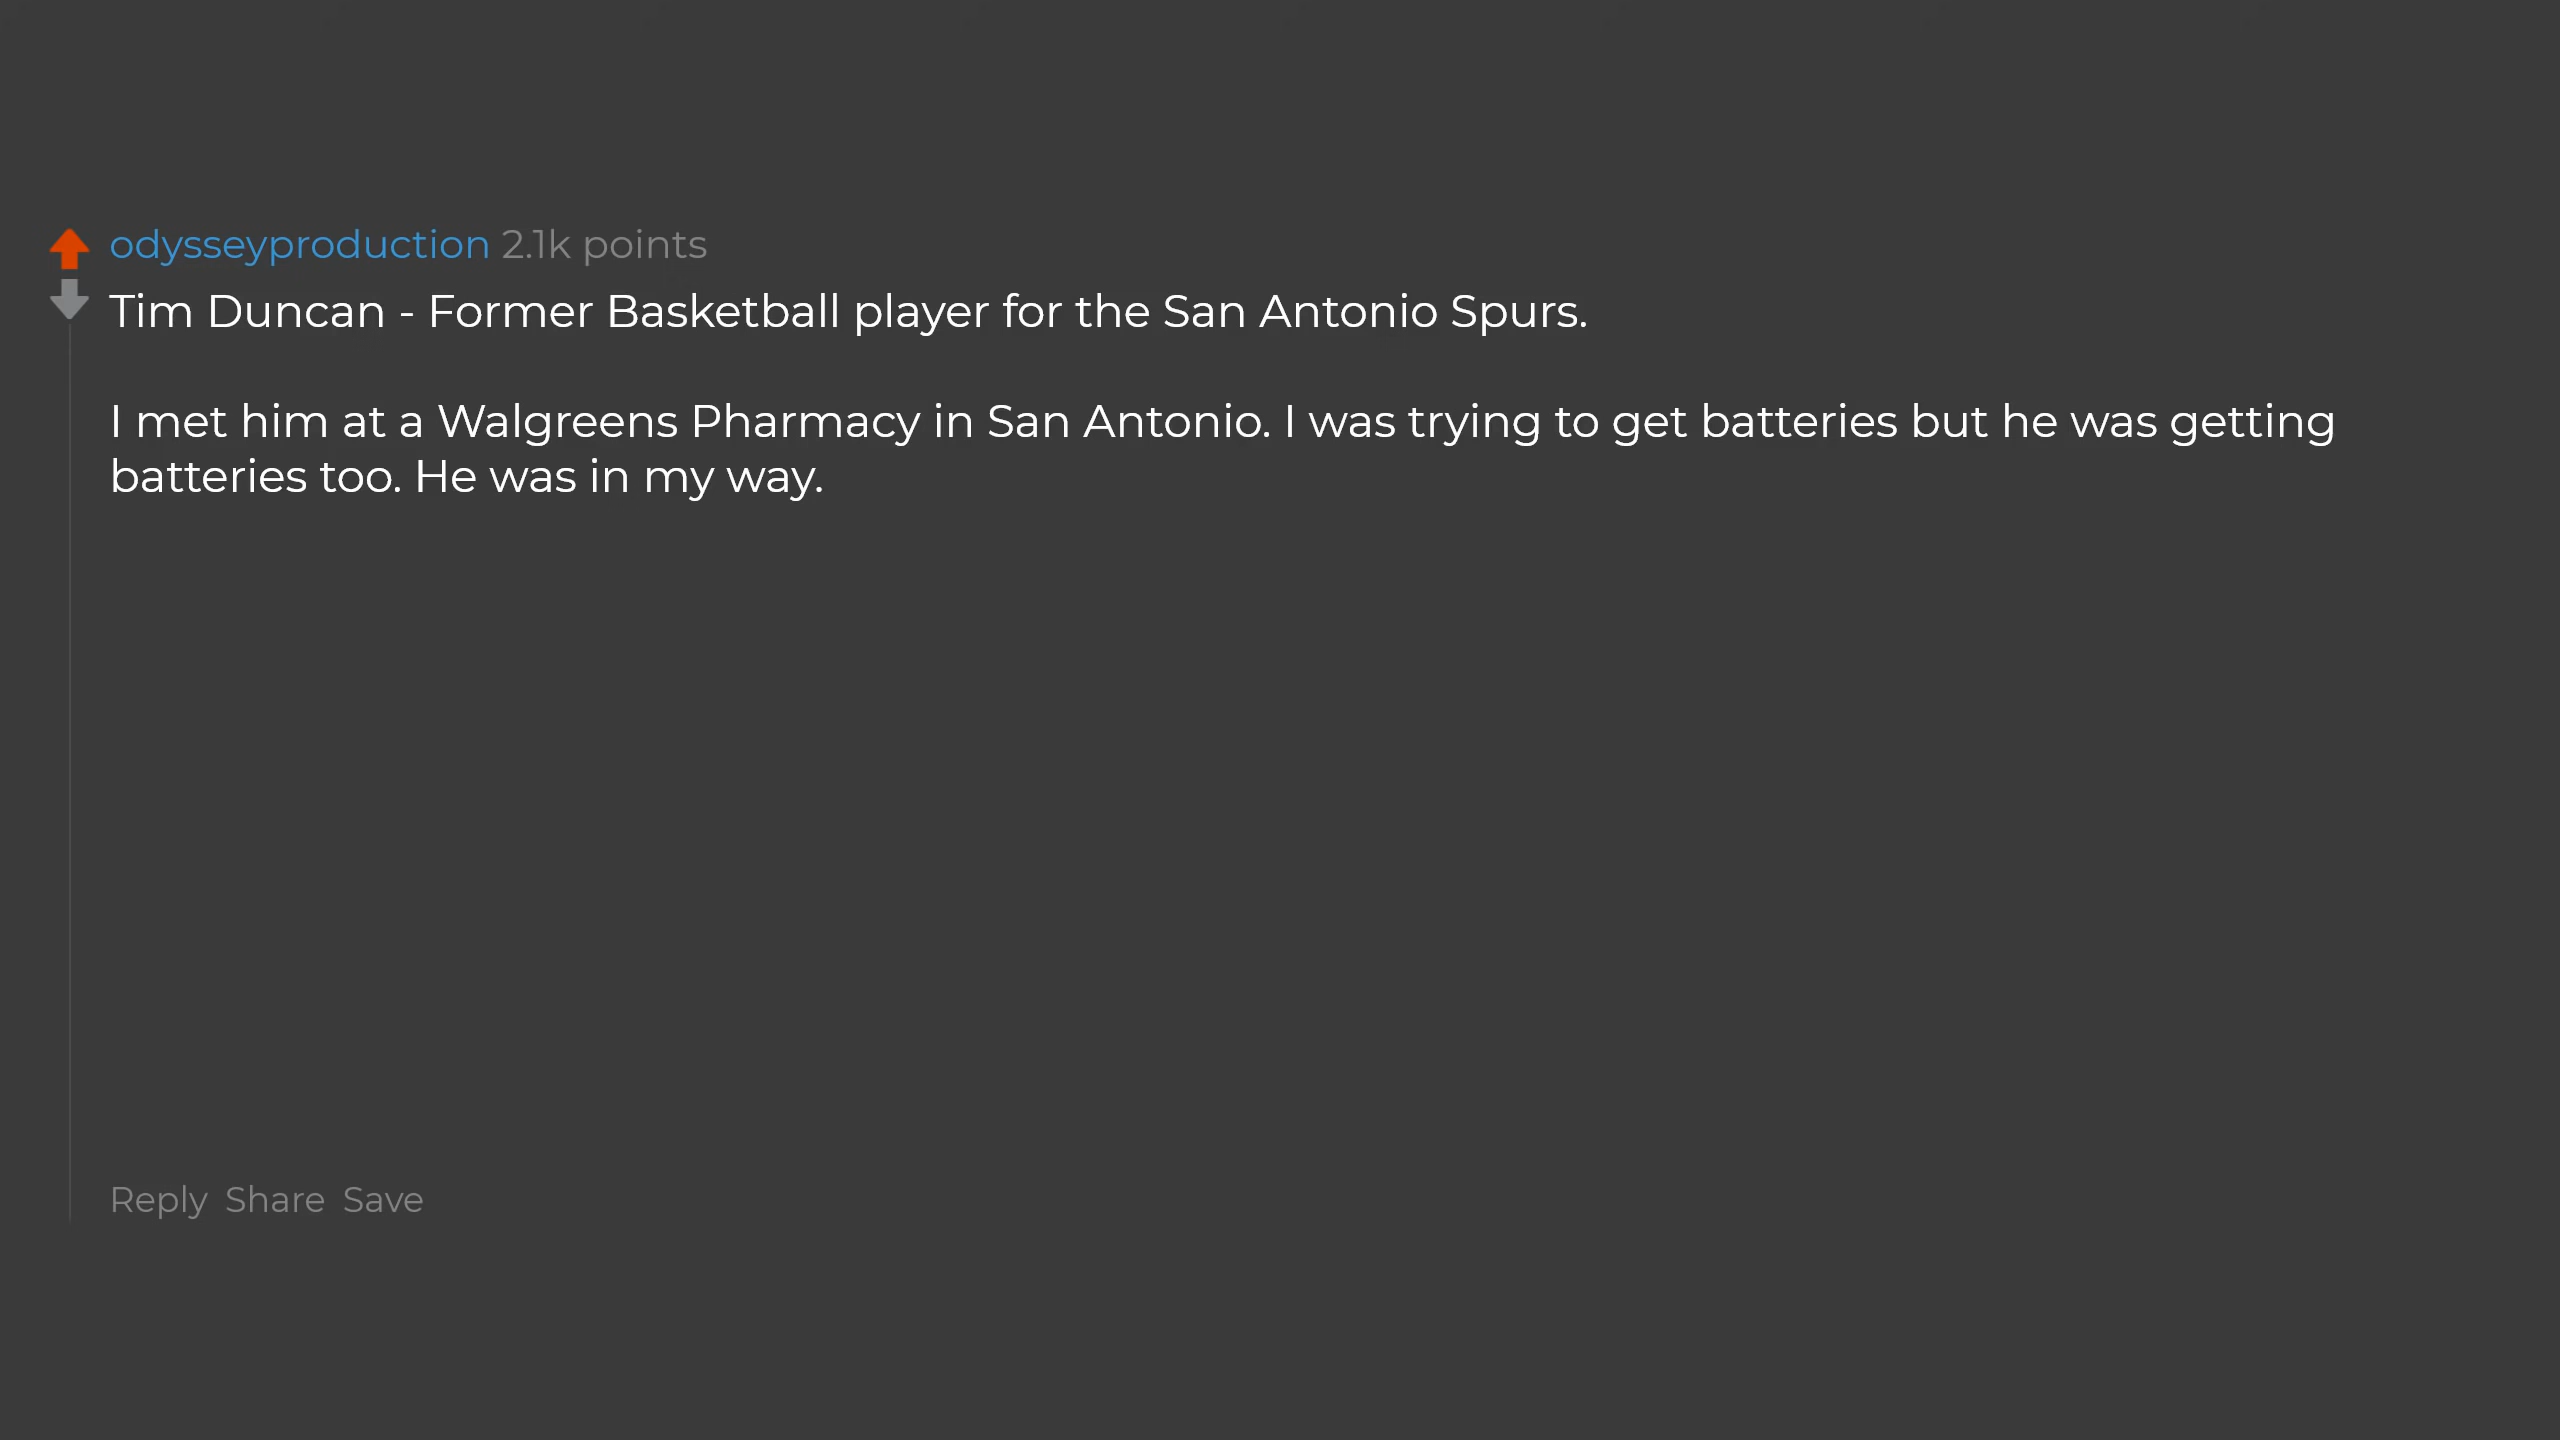 odysseyproduction 2.1k points
Tim Duncan - Former Basketball player for the San Antonio Spurs.
I met him at a Walgreens Pharmacy in San Antonio. I was trying to get batteries but he was getting
batteries too. He was in my way.
Reply Share Save